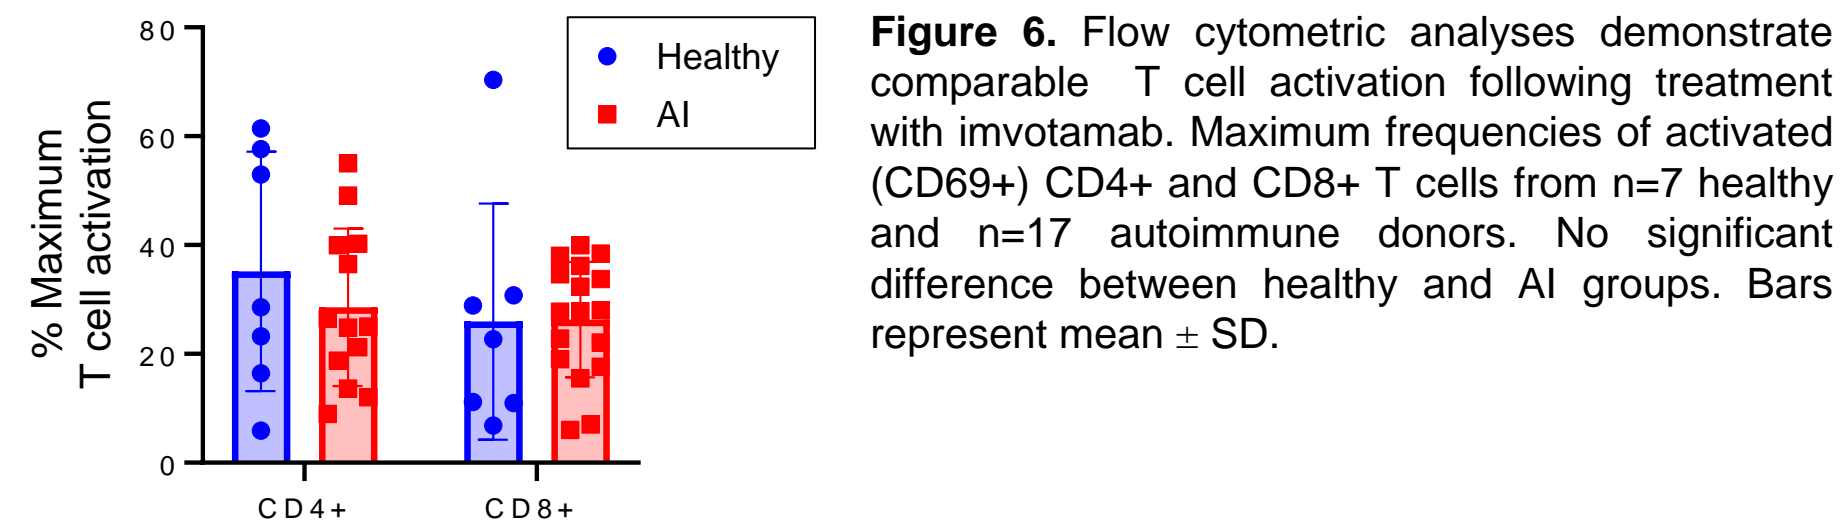 80
60
40
20
0
% Maximum
T cell activation
CD4+
CD8+
Healthy
AI
Figure 6. Flow cytometric analyses demonstrate
comparable T cell activation following treatment
with imvotamab. Maximum frequencies of activated
(CD69+) CD4+ and CD8+ T cells from n=7 healthy
and n=17 autoimmune donors. No significant
difference between healthy and AI groups. Bars
represent mean ± SD.